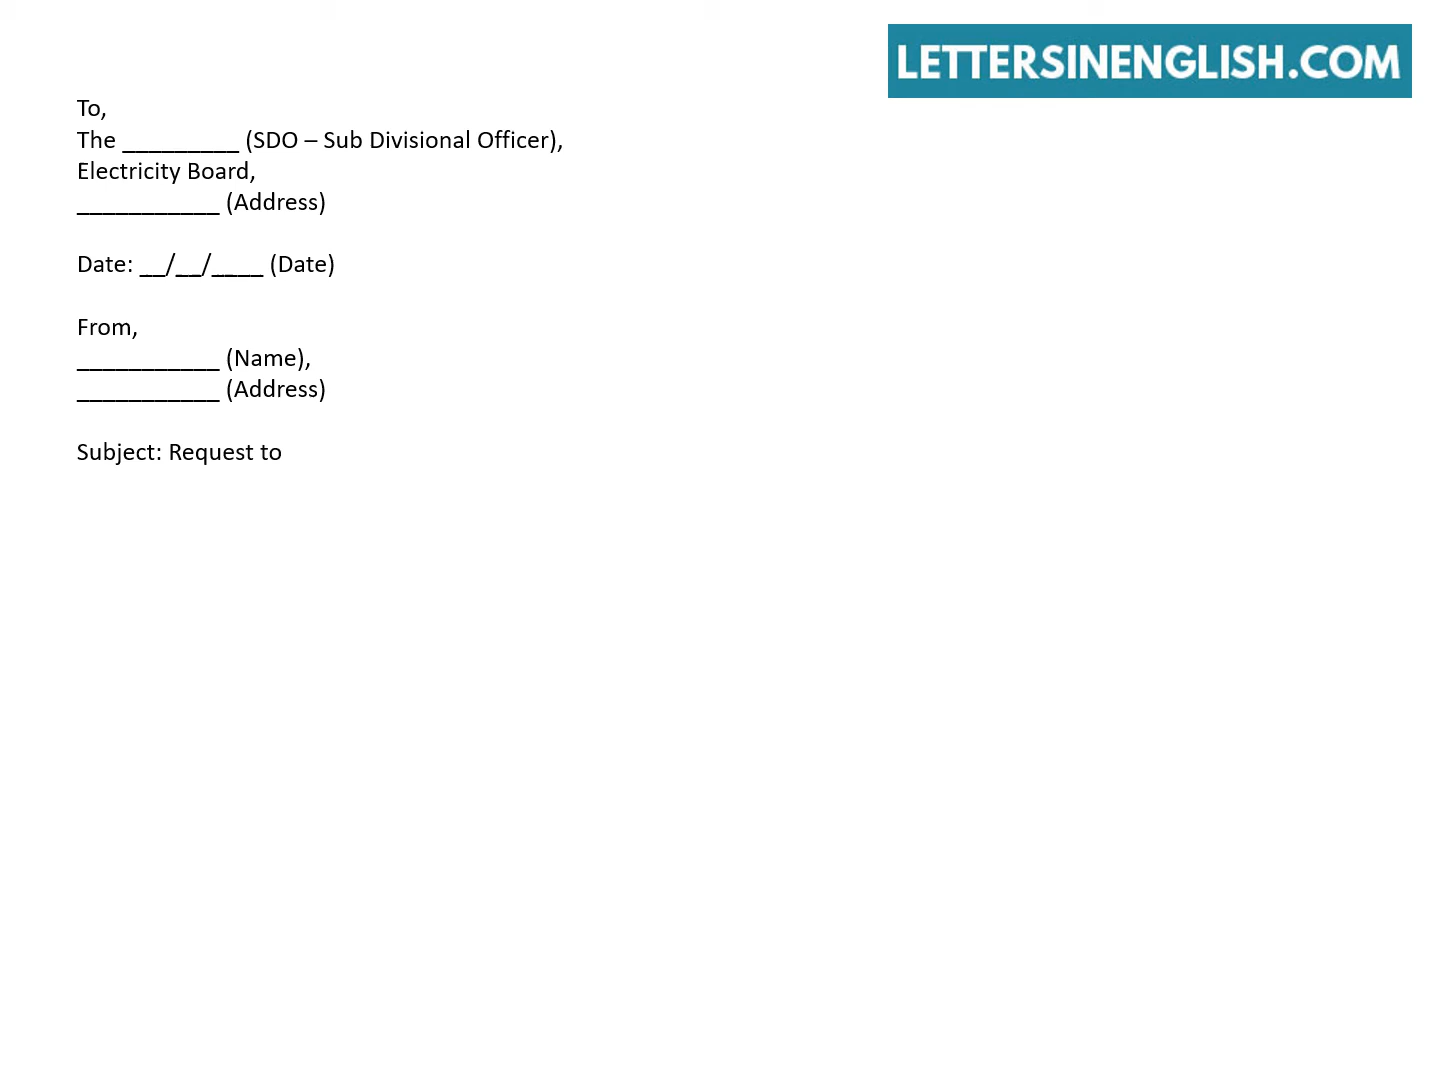 LETTERSINENGLISH.COM
To,
The _________ (SDO – Sub Divisional Officer),
Electricity Board,
___________ (Address)
Date: __/__/____ (Date)
From,
___________ (Name),
___________ (Address)
Subject: Request to